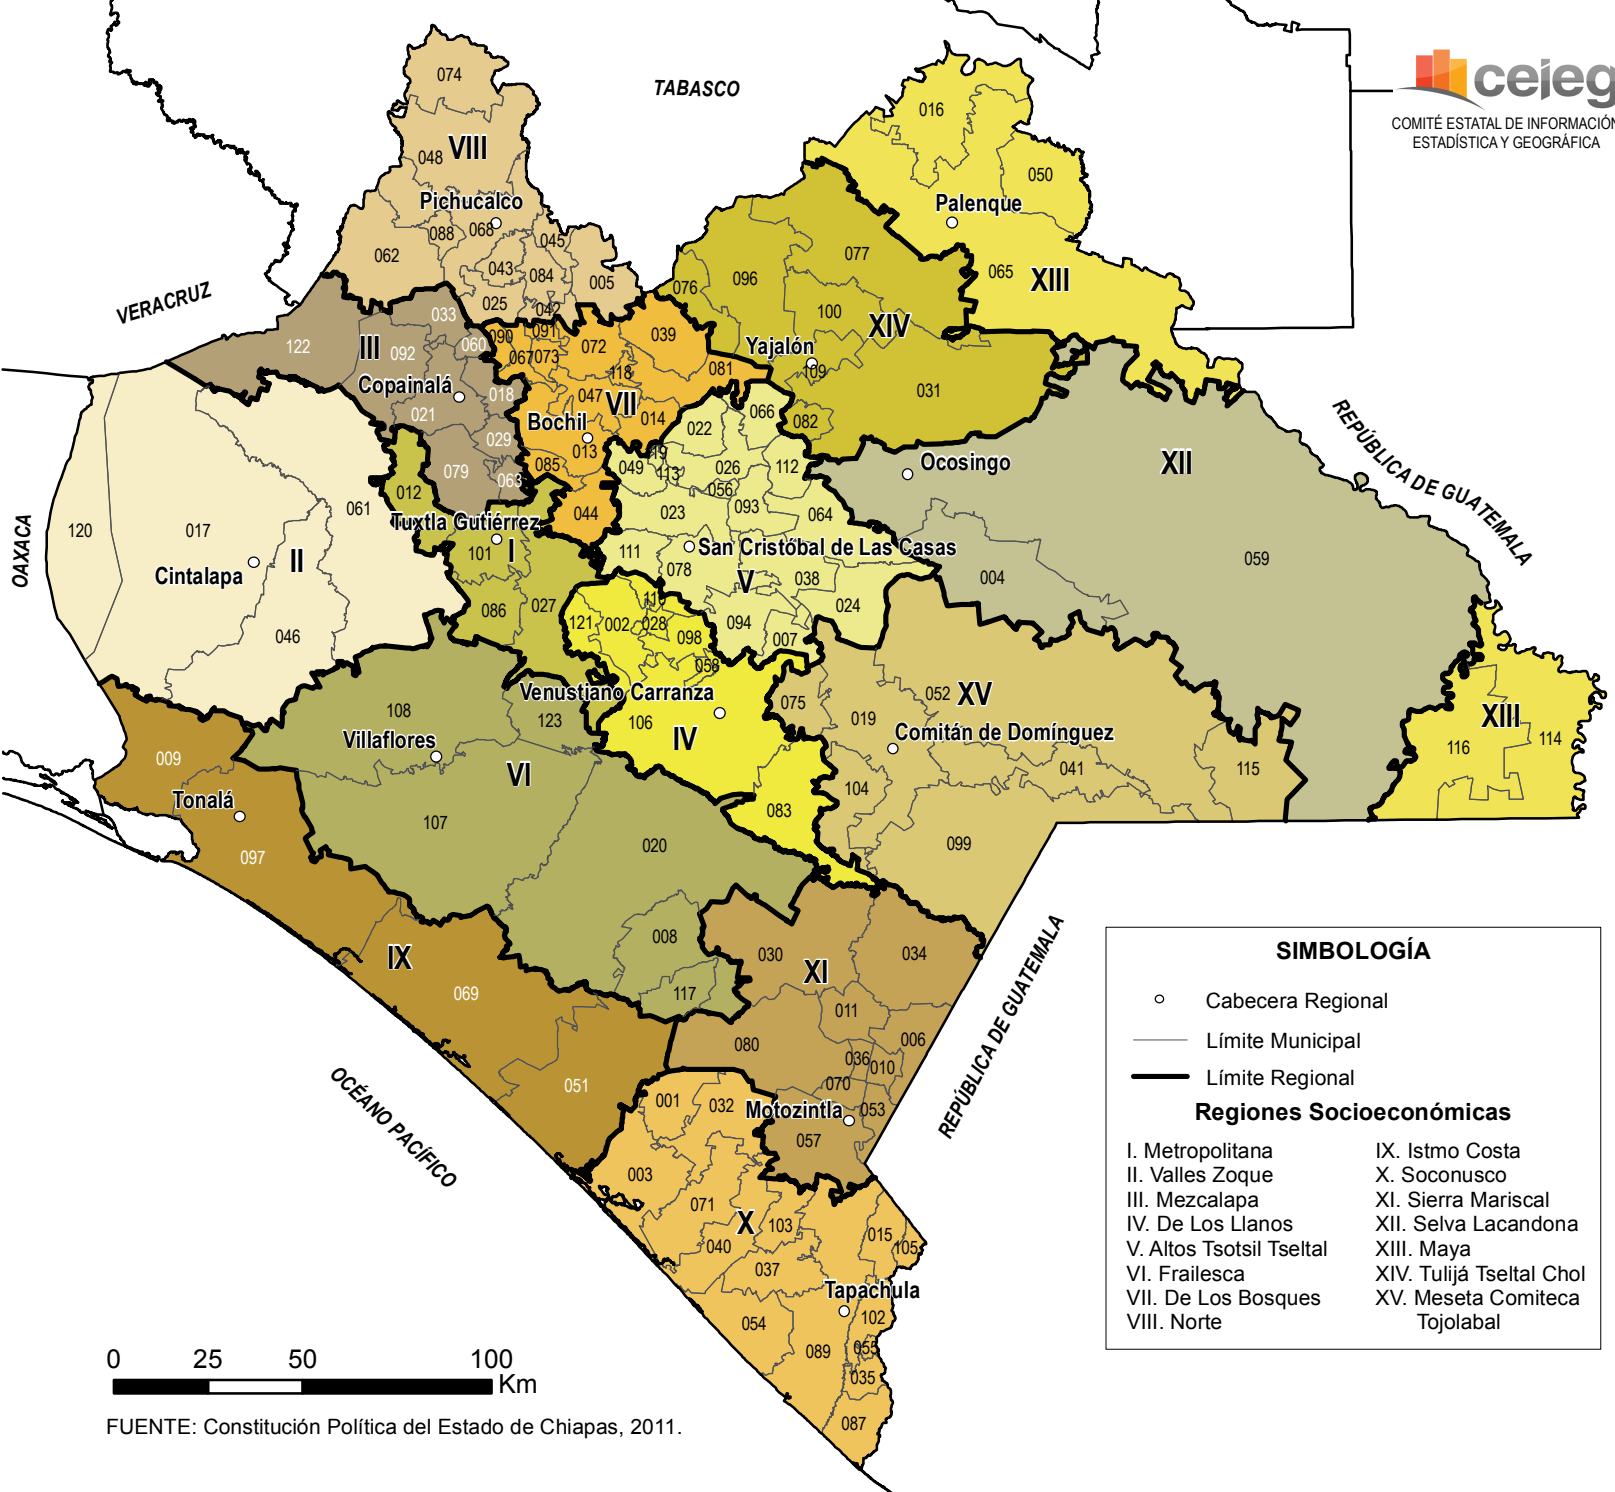 ceieg
COMITÉ ESTATAL DE INFORMACIÓN
ESTADÍSTICA Y GEOGRÁFICA
TABASCO
VERACRUZ
OAXACA
REPÚBLICA DE GUATEMALA
REPÚBLICA DE GUATEMALA
OCÉANO PACÍFICO
074
048
VIII
Pichucalco
088
068
045
062
043
084
005
025
042
016
050
Palenque
065
XIII
077
096
076
100
XIV
Yajalón
109
031
082
033
122
III
092
060
Copainalá
018
021
029
079
063
090
091
039
067
073
072
118
081
047
VII
014
Bochil
013
085
044
066
022
049
19
113
026
112
056
093
064
023
San Cristóbal de Las Casas
111
078
V
038
024
094
007
Ocosingo
XII
004
059
120
017
061
II
Cintalapa
046
012
Tuxtla Gutiérrez
101
I
086
027
110
121
002
028
098
058
Venustiano Carranza
106
IV
083
075
019
052
XV
Comitán de Domínguez
104
041
115
099
XIII
116
114
108
123
Villaflores
VI
107
020
008
117
009
Tonalá
097
IX
069
051
030
034
XI
011
006
080
036
010
070
Motozintla
053
057
001
032
003
071
X
103
040
015
105
037
Tapachula
054
102
089
055
035
087
SIMBOLOGÍA
Cabecera Regional
Límite Municipal
Límite Regional
Regiones Socioeconómicas
I. Metropolitana
II. Valles Zoque
III. Mezcalapa
IV. De Los Llanos
V. Altos Tsotsil Tseltal
VI. Frailesca
VII. De Los Bosques
VIII. Norte
IX. Istmo Costa
X. Soconusco
XI. Sierra Mariscal
XII. Selva Lacandona
XIII. Maya
XIV. Tulijá Tseltal Chol
XV. Meseta Comiteca
Tojolabal
0 25 50 100
Km
FUENTE: Constitución Política del Estado de Chiapas, 2011.